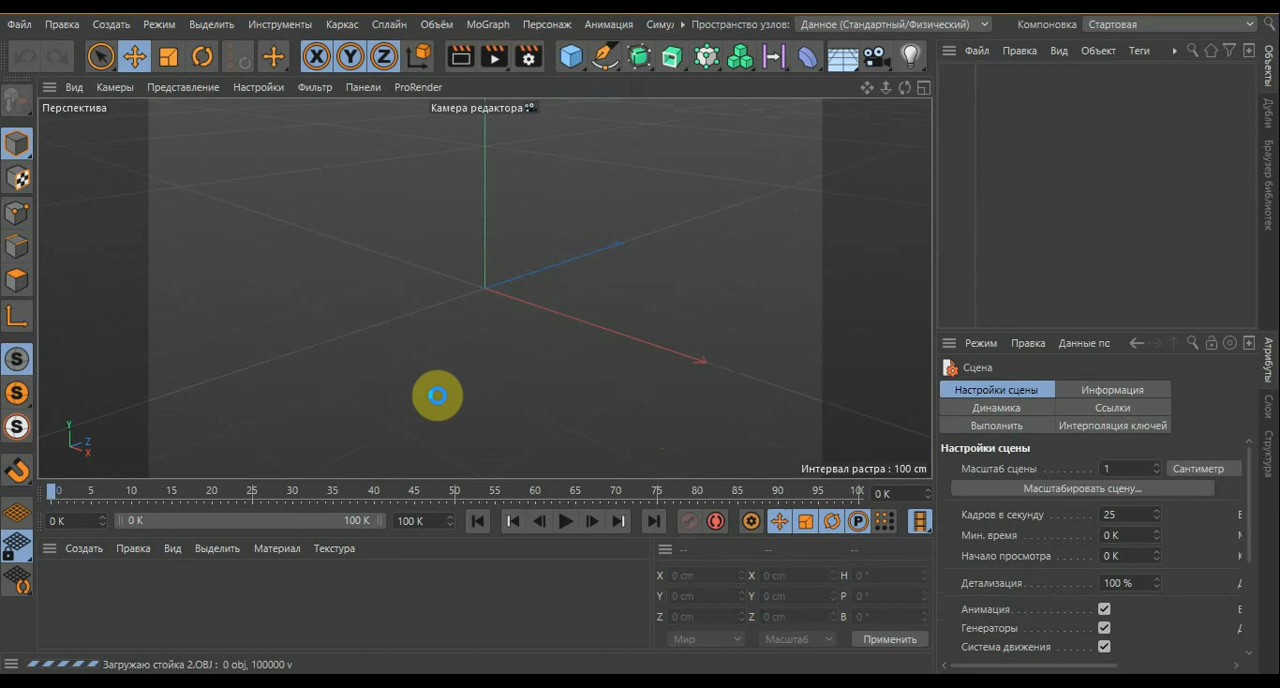 Файл Правка Создать Режим Выделить Инструменты Каркас Сплайн Объём MoGraph Персонаж Анимация Симу Пространство узлов: Данное (Стандартный/Физический) Компоновка Стартовая
X Y Z
Файл Правка Вид Объект Теги
Вид Камеры Представление Настройки Фильтр Панели ProRender
Перспектива
Камера редактора
Объекты
Дубли
Браузер библиотек
Y
Z
X
Интервал растра : 100 cm
S
S
S
Режим Правка Данные пс
Сцена
Настройки сцены Информация
Динамика Ссылки
Выполнить Интерполяция ключей
Настройки сцены
Масштаб сцены . . . . . . . 1 Сантиметр
Масштабировать сцену...
Кадров в секунду 25
Мин. время 0 К
Начало просмотра 0 К
Детализация 100 %
Анимация
Генераторы
Система движения
Атрибуты
Слои
Структура
0 5 10 15 20 25 30 35 40 45 50 55 60 65 70 75 80 85 90 95 0 К
0 К 0 К 100 К 100 К P
Создать Правка Вид Выделить Материал Текстура
-- -- --
X 0 cm X 0 cm H 0 °
Y 0 cm Y 0 cm P 0 °
Z 0 cm Z 0 cm B 0 °
Мир Масштаб Применить
Загружаю стойка 2.OBJ : 0 obj, 100000 v